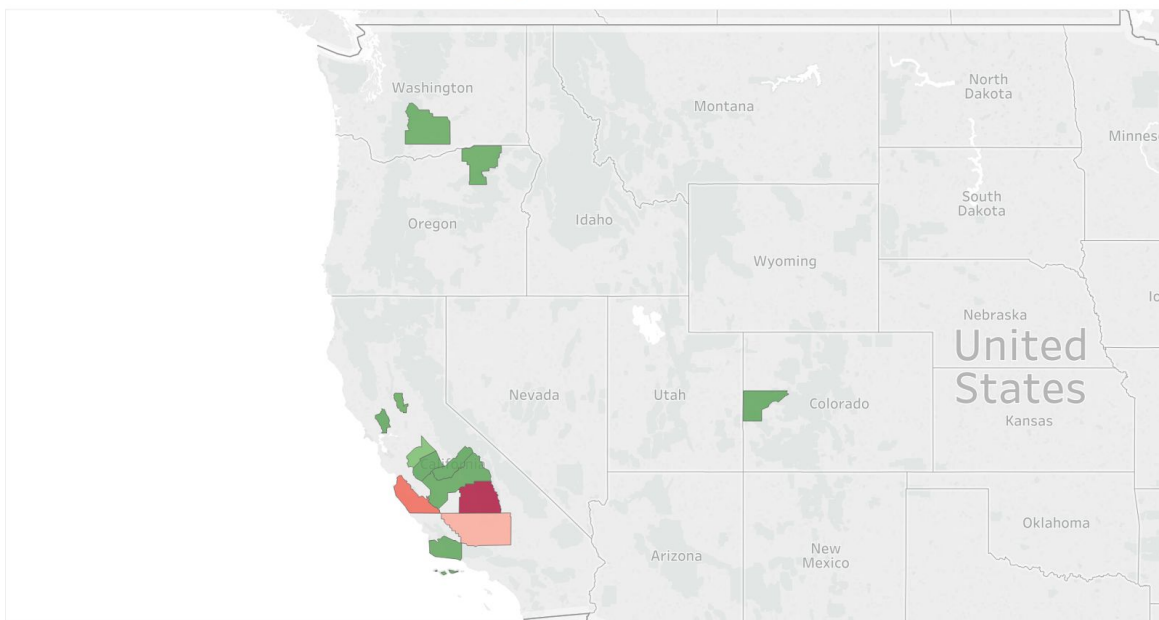 Washington
Montana
North
Dakota
Minnes
Oregon
Idaho
South
Dakota
Wyoming
Nebraska
Io
United
States
Nevada
Utah
Colorado
Kansas
California
Oklahoma
Arizona
New
Mexico